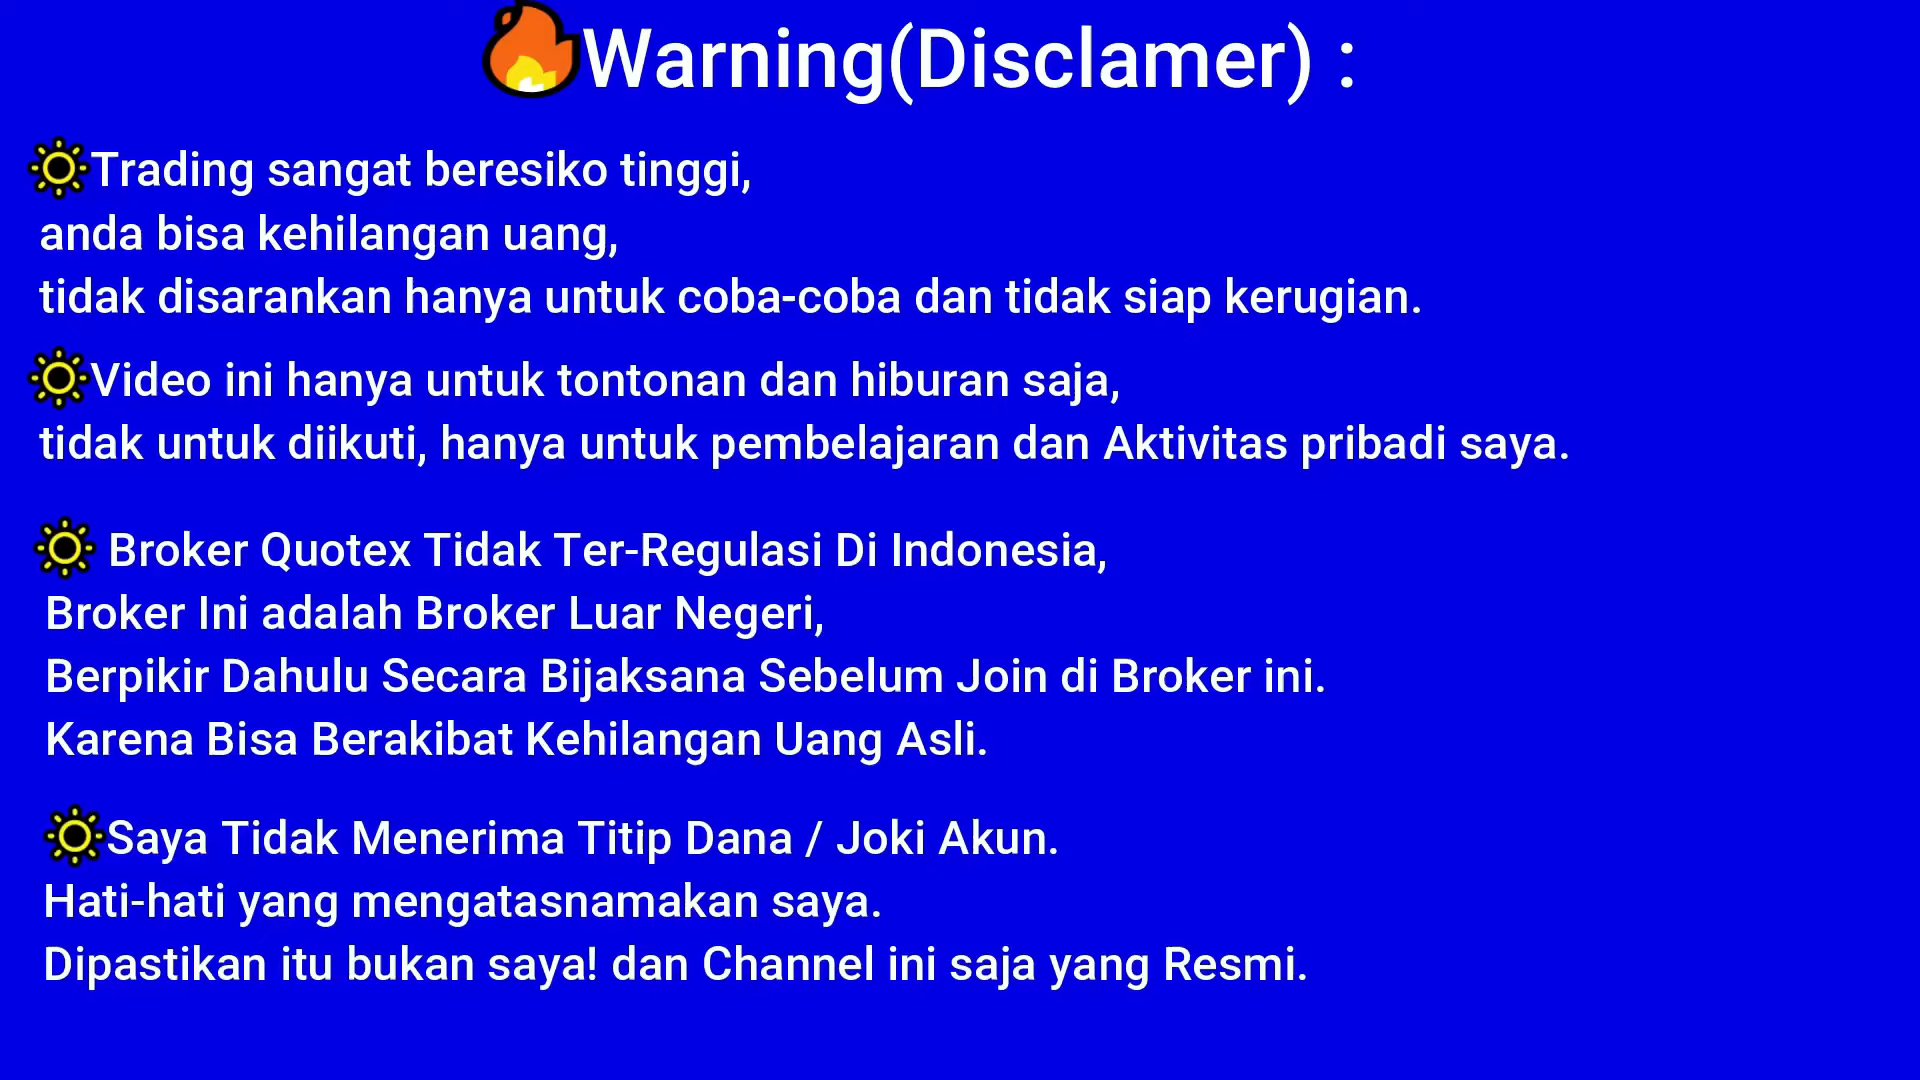 Warning(Disclamer) :
Trading sangat beresiko tinggi,
anda bisa kehilangan uang,
tidak disarankan hanya untuk coba-coba dan tidak siap kerugian.
Video ini hanya untuk tontonan dan hiburan saja,
tidak untuk diikuti, hanya untuk pembelajaran dan Aktivitas pribadi saya.
Broker Quotex Tidak Ter-Regulasi Di Indonesia,
Broker Ini adalah Broker Luar Negeri,
Berpikir Dahulu Secara Bijaksana Sebelum Join di Broker ini.
Karena Bisa Berakibat Kehilangan Uang Asli.
Saya Tidak Menerima Titip Dana / Joki Akun.
Hati-hati yang mengatasnamakan saya.
Dipastikan itu bukan saya! dan Channel ini saja yang Resmi.